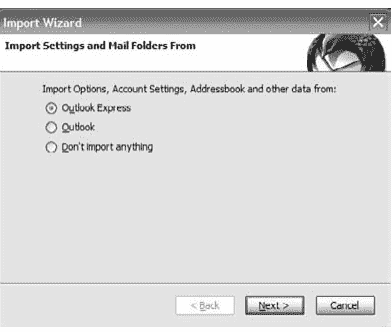 Import Wizard
Import Settings and Mail Folders From
Import Options, Account Settings, Addressbook and other data from:
Outlook Express
Outlook
Don't import anything
< Back Next > Cancel